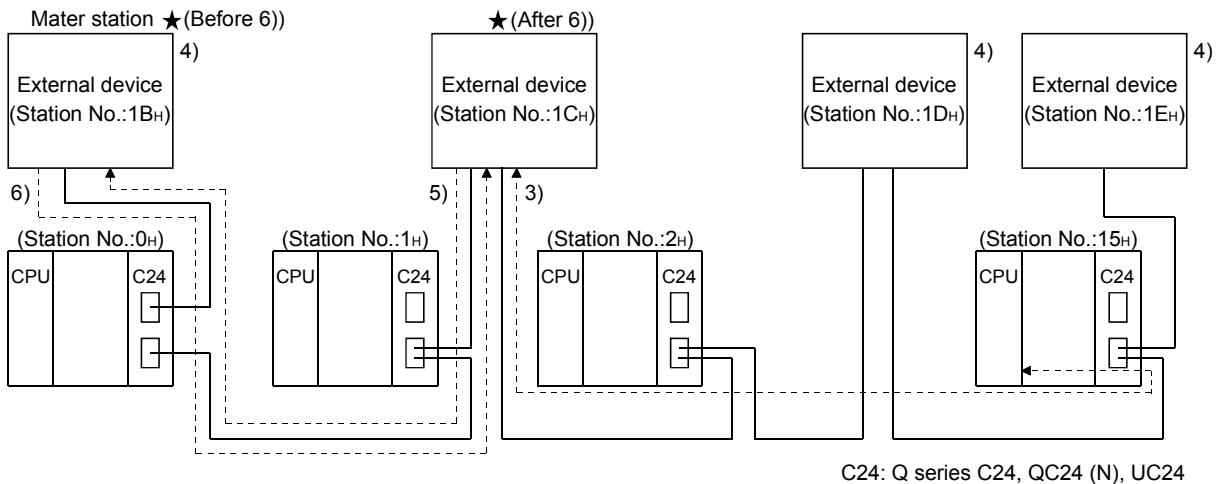 Mater station ★(Before 6))
★(After 6))
4)
External device
(Station No.:1BH)
External device
(Station No.:1CH)
4)
External device
(Station No.:1DH)
4)
External device
(Station No.:1EH)
6)
5)
3)
(Station No.:0H)
(Station No.:1H)
(Station No.:2H)
(Station No.:15H)
CPU C24
CPU C24
CPU C24
CPU C24
C24: Q series C24, QC24 (N), UC24